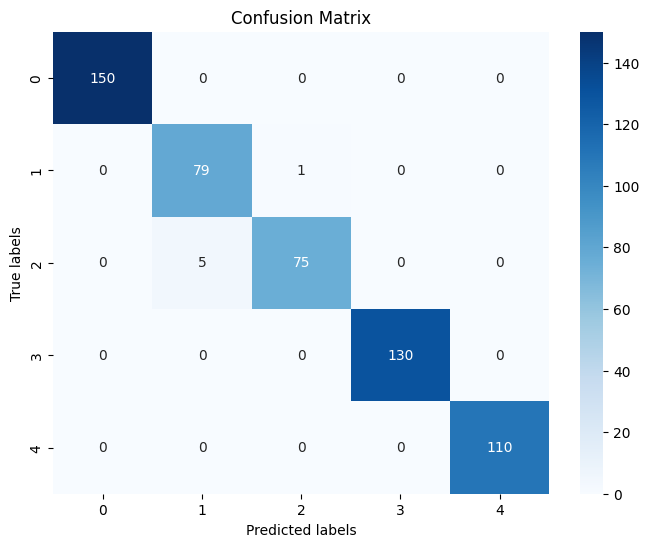 Confusion Matrix
True labels
0 150 0 0 0 0
1 0 79 1 0 0
2 0 5 75 0 0
3 0 0 0 130 0
4 0 0 0 0 110
0 1 2 3 4
Predicted labels
140
120
100
80
60
40
20
0